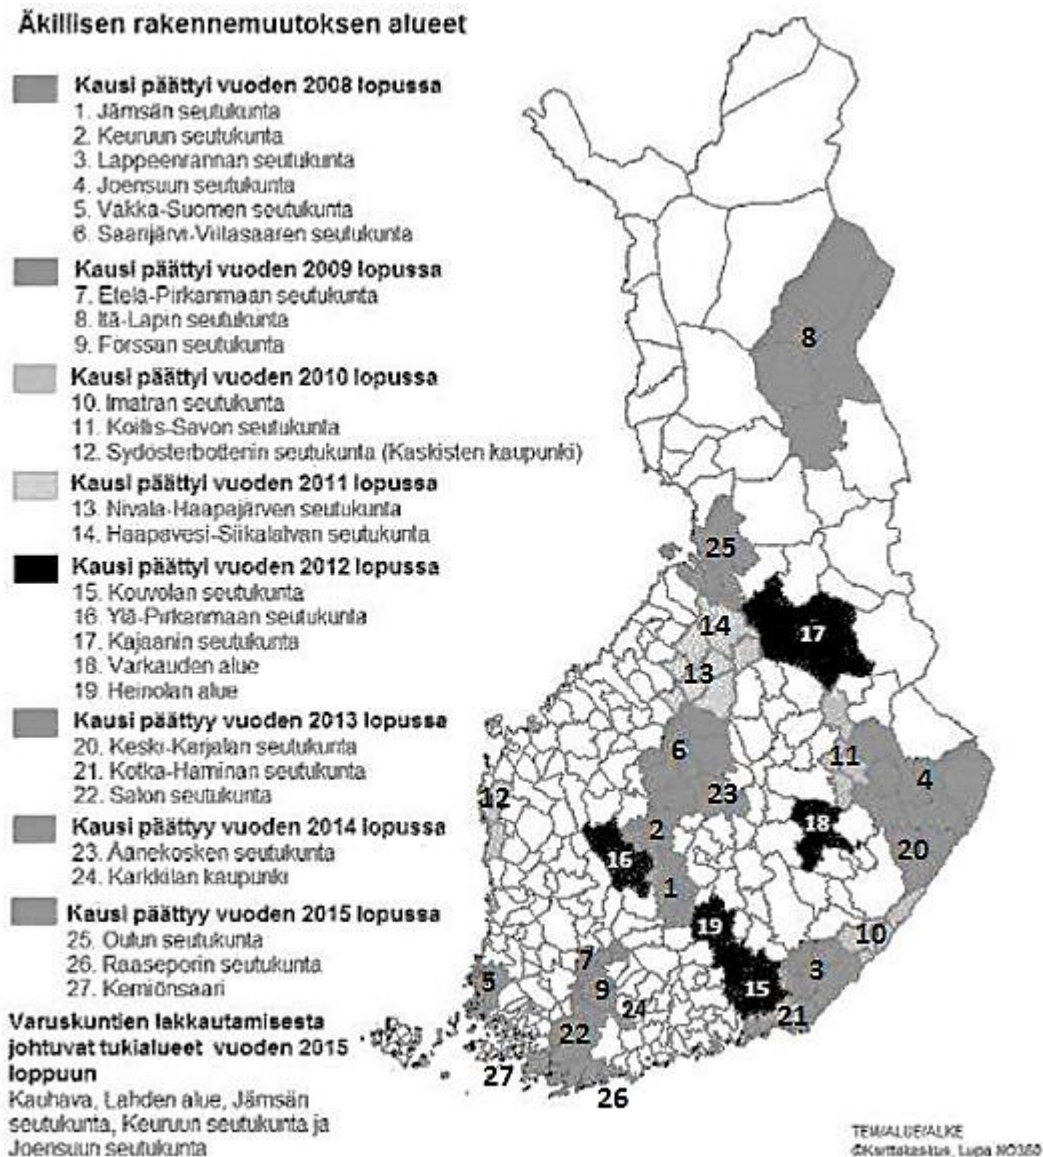 Äkillisen rakennemuutoksen alueet
Kausi päättyi vuoden 2008 lopussa
1. Jämsän seutukunta
2. Keuruun seutukunta
3. Lappeenrannan seutukunta
4. Joensuun seutukunta
5. Vakka-Suomen seutukunta
6. Saarijärvi-Viitasaaren seutukunta
Kausi päättyi vuoden 2009 lopussa
7. Etelä-Pirkanmaan seutukunta
8. Itä-Lapin seutukunta
9. Forssan seutukunta
Kausi päättyi vuoden 2010 lopussa
10. Imatran seutukunta
11. Koillis-Savon seutukunta
12. Sydösterbottenin seutukunta (Kaskisten kaupunki)
Kausi päättyi vuoden 2011 lopussa
13. Nivala-Haapajärven seutukunta
14. Haapavesi-Siikalatvan seutukunta
Kausi päättyi vuoden 2012 lopussa
15. Kouvolan seutukunta
16. Ylä-Pirkanmaan seutukunta
17. Kajaanin seutukunta
18. Varkauden alue
19. Heinolan alue
Kausi päättyy vuoden 2013 lopussa
20. Keski-Karjalan seutukunta
21. Kotka-Haminan seutukunta
22. Salon seutukunta
Kausi päättyy vuoden 2014 lopussa
23. Äänekosken seutukunta
24. Karkkilan kaupunki
Kausi päättyy vuoden 2015 lopussa
25. Oulun seutukunta
26. Raaseporin seutukunta
27. Kemiönsaari
Varuskuntien lakkautamisesta
johtuvat tukialueet vuoden 2015
loppuun
Kauhava, Lahden alue, Jämsän
seutukunta, Keuruun seutukunta ja
Joensuun seutukunta
8
25
14
17
13
6
11
4
23
12
2
18
16
20
1
19
10
7
3
5
9
15
24
21
22
27
26
TEM/ALUE/ALKE
©Karttakeskus, Lupa